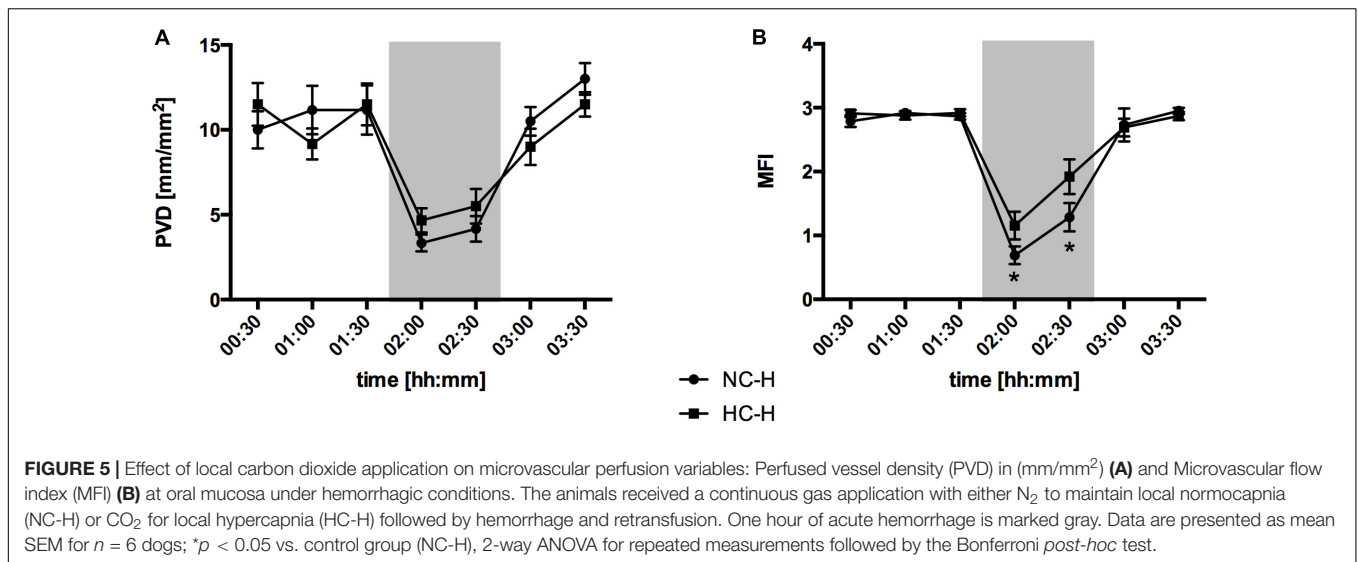 A
B
15
10
5
0
PVD [mm/mm²]
00:30 01:00 01:30 02:00 02:30 03:00 03:30
time [hh:mm]
4
3
2
1
0
MFI
*
*
00:30 01:00 01:30 02:00 02:30 03:00 03:30
time [hh:mm]
NC-H
HC-H
FIGURE 5 | Effect of local carbon dioxide application on microvascular perfusion variables: Perfused vessel density (PVD) in (mm/mm²) (A) and Microvascular flow
index (MFI) (B) at oral mucosa under hemorrhagic conditions. The animals received a continuous gas application with either N₂ to maintain local normocapnia
(NC-H) or CO₂ for local hypercapnia (HC-H) followed by hemorrhage and retransfusion. One hour of acute hemorrhage is marked gray. Data are presented as mean
SEM for n = 6 dogs; *p < 0.05 vs. control group (NC-H), 2-way ANOVA for repeated measurements followed by the Bonferroni post-hoc test.